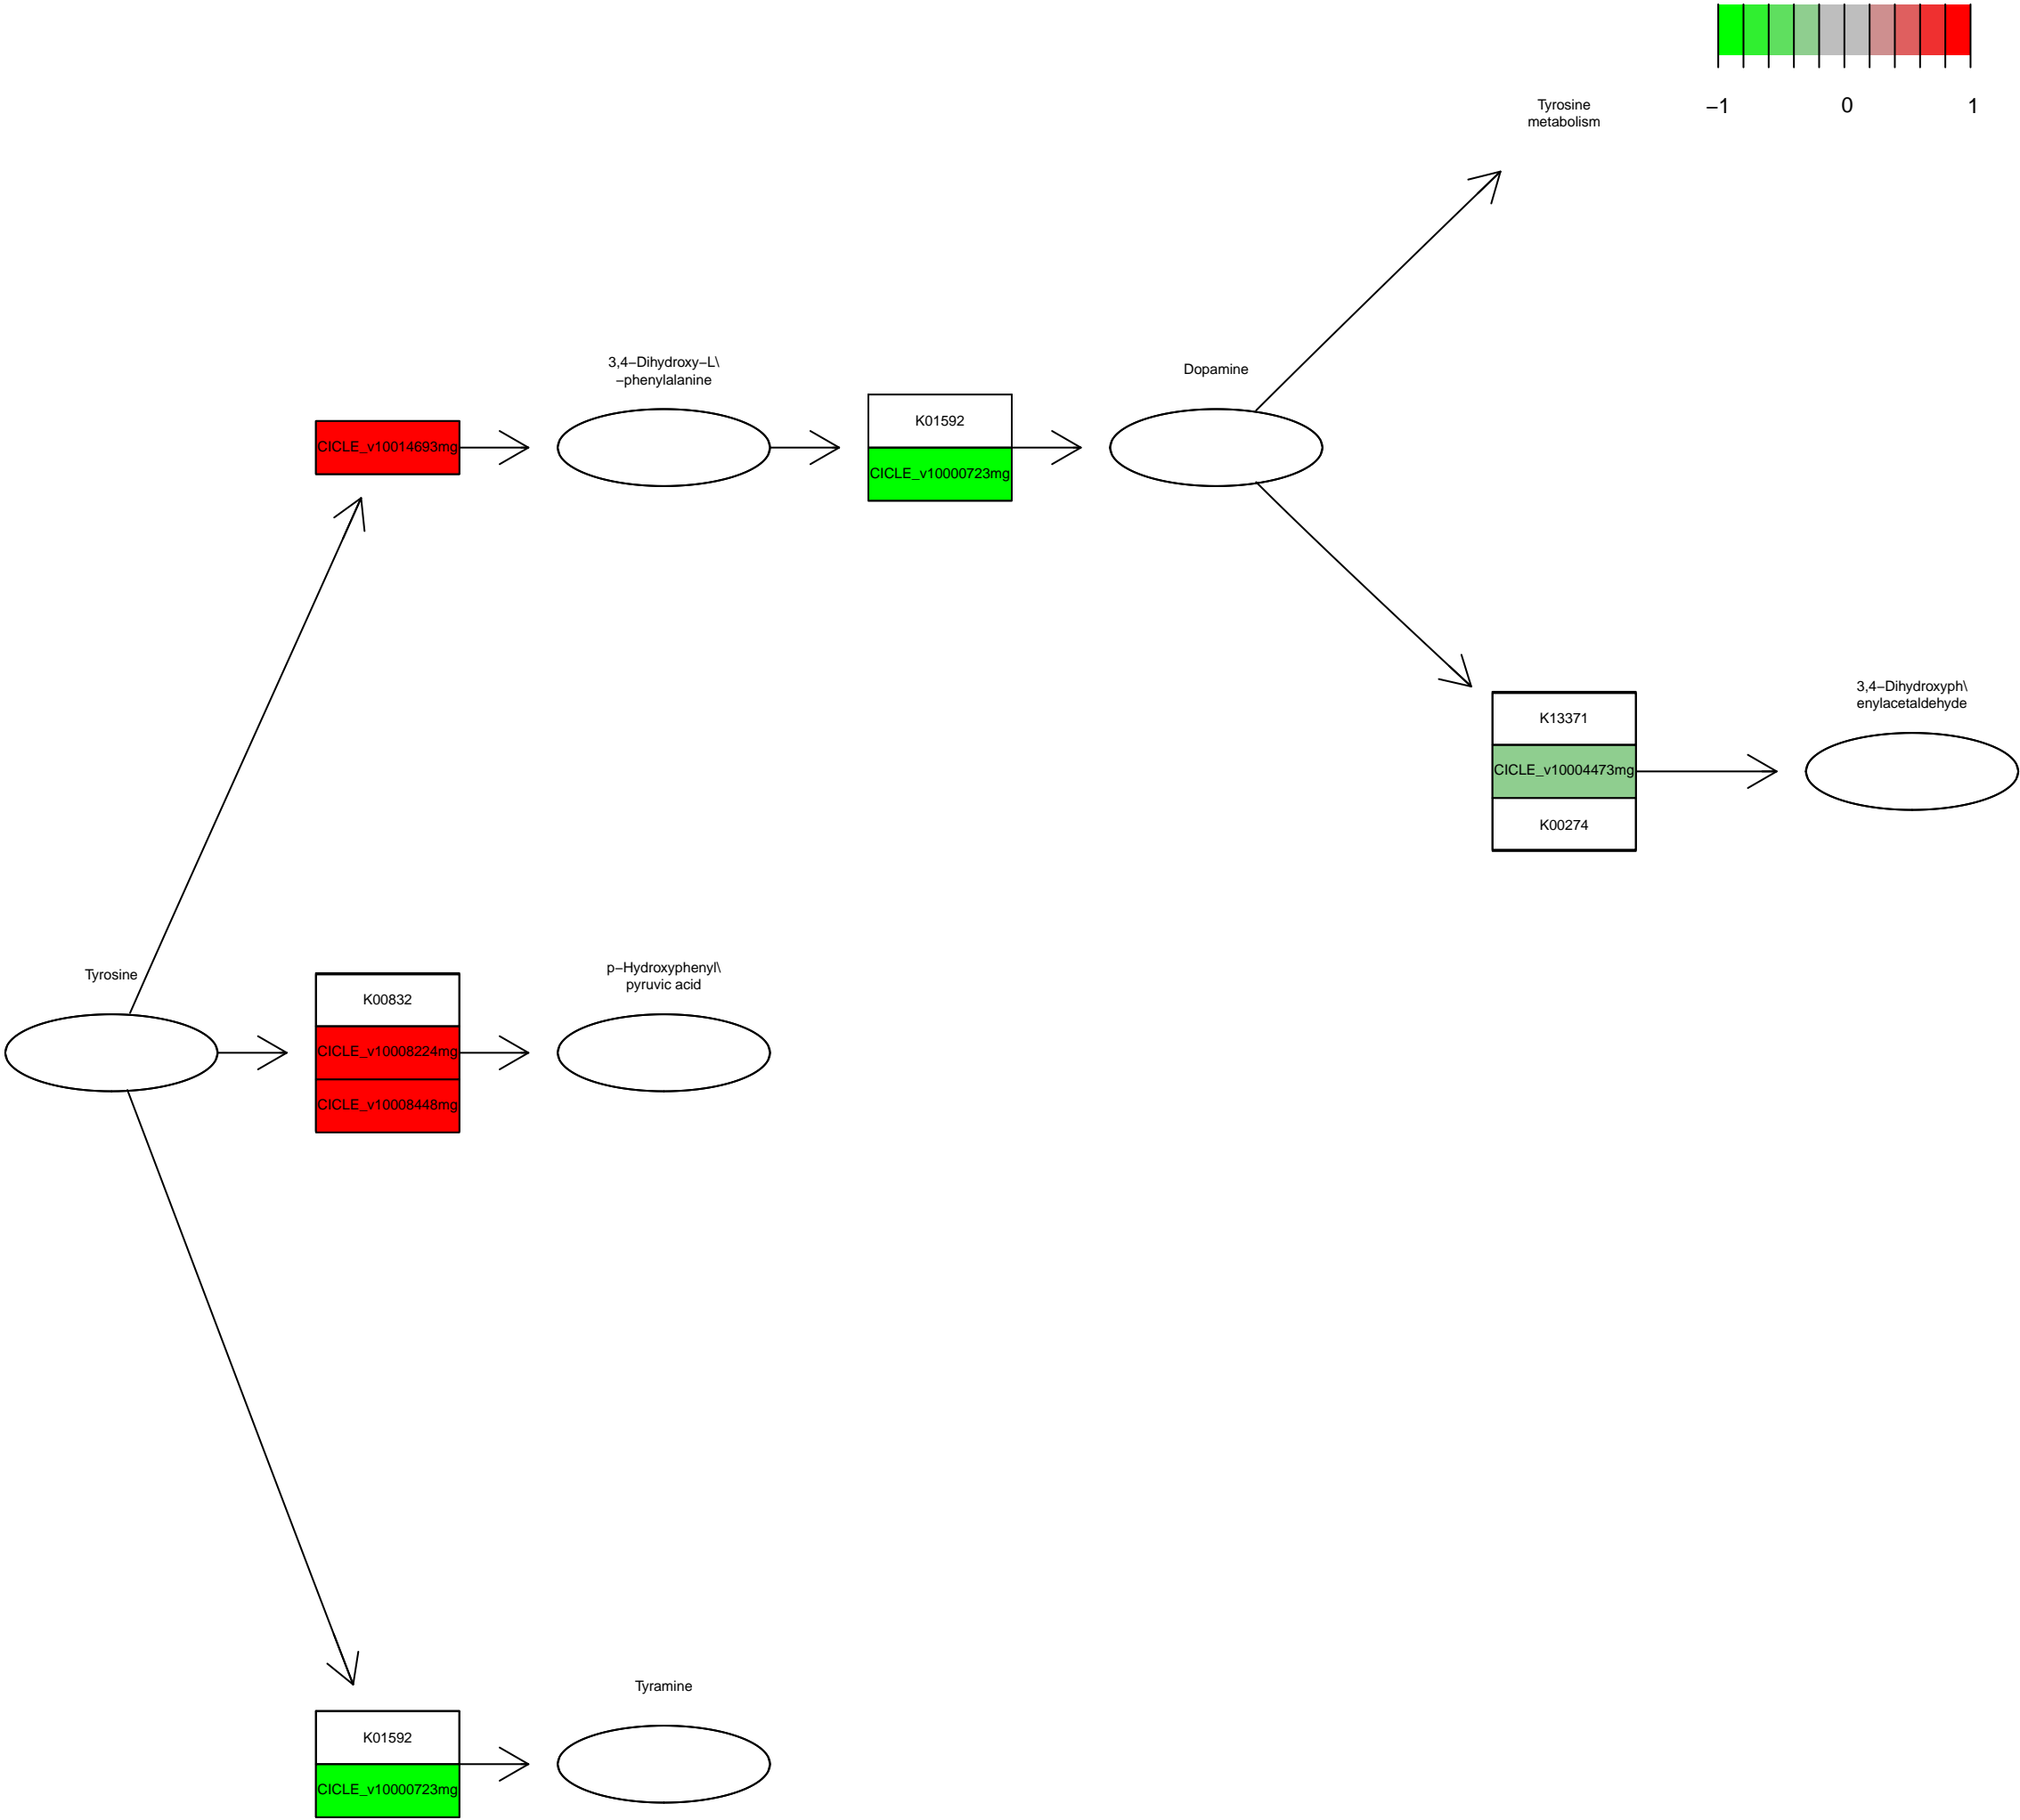 −1 0 1
Tyrosine
metabolism
3,4−Dihydroxy−L\
−phenylalanine
Dopamine
CICLE_v10014693mg
K01592
CICLE_v10000723mg
3,4−Dihydroxyph\
enylacetaldehyde
K13371
CICLE_v10004473mg
K00274
Tyrosine
p−Hydroxyphenyl\
pyruvic acid
K00832
CICLE_v10008224mg
CICLE_v10008448mg
Tyramine
K01592
CICLE_v10000723mg